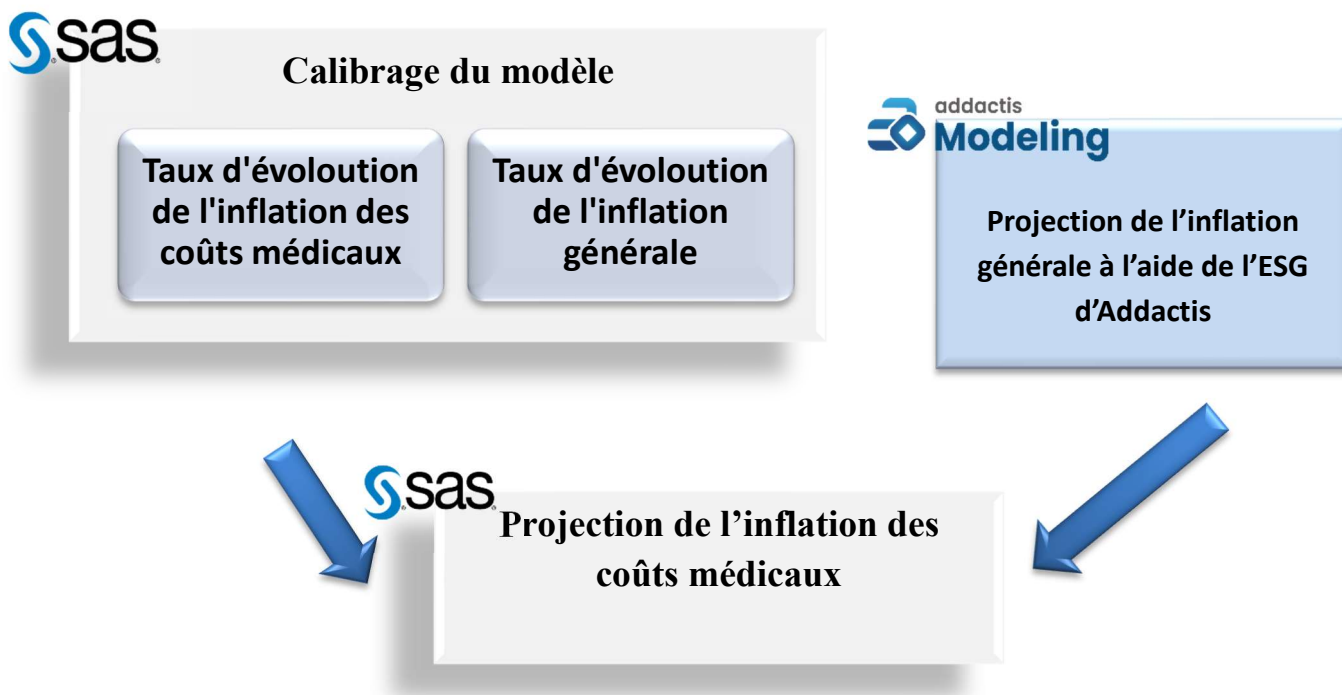 sas
Calibrage du modèle
Taux d'évoloution
de l'inflation des
coûts médicaux
Taux d'évoloution
de l'inflation
générale
addactis
Modeling
Projection de l’inflation
générale à l’aide de l’ESG
d’Addactis
sas
Projection de l’inflation des
coûts médicaux